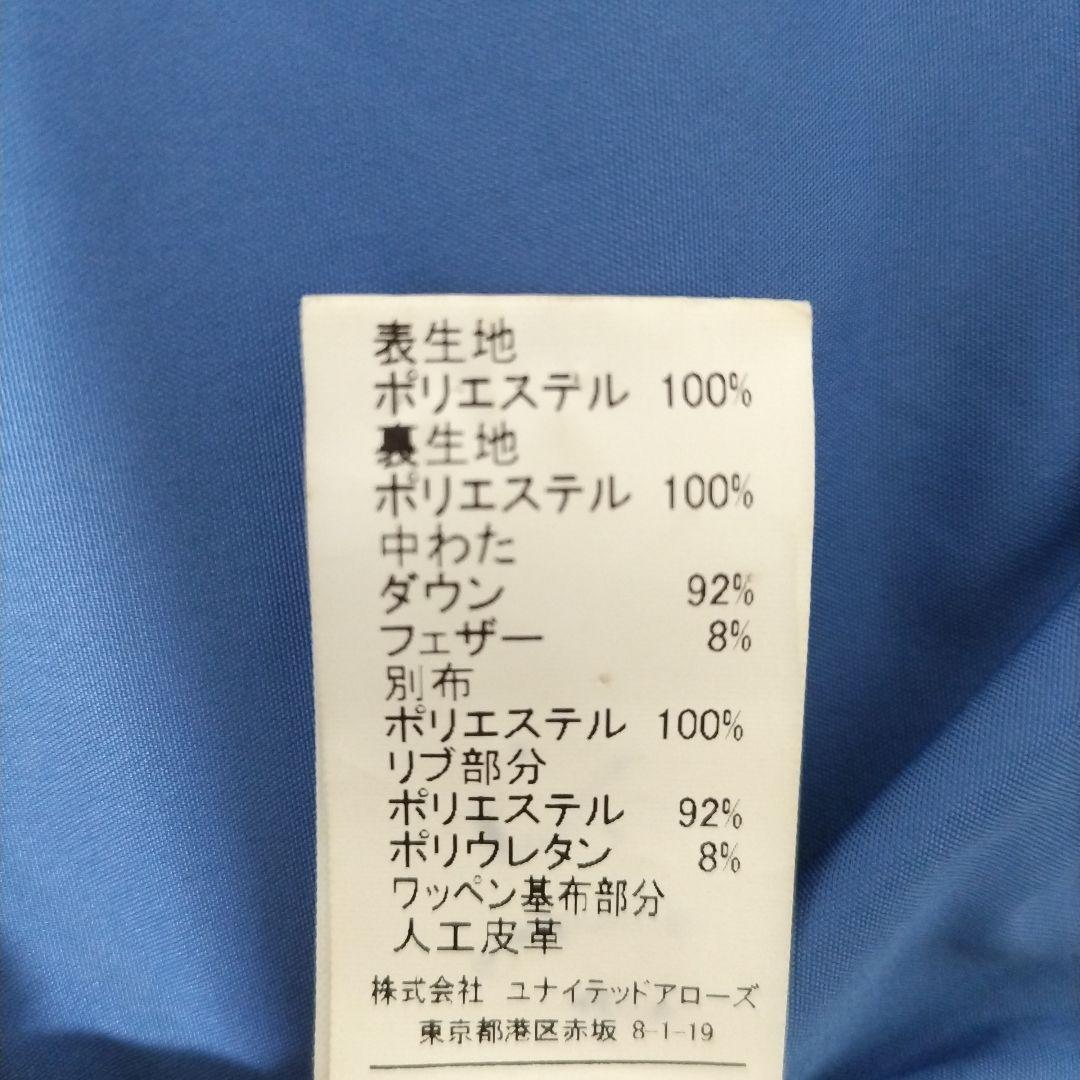 表生地
ポリエステル 100%
裏生地
ポリエステル 100%
中わた
ダウン 92%
フェザー 8%
別布
ポリエステル 100%
リブ部分
ポリエステル 92%
ポリウレタン 8%
ワッペン基布部分
人工皮革
株式会社 ユナイテッドアローズ
東京都港区赤坂 8-1-19